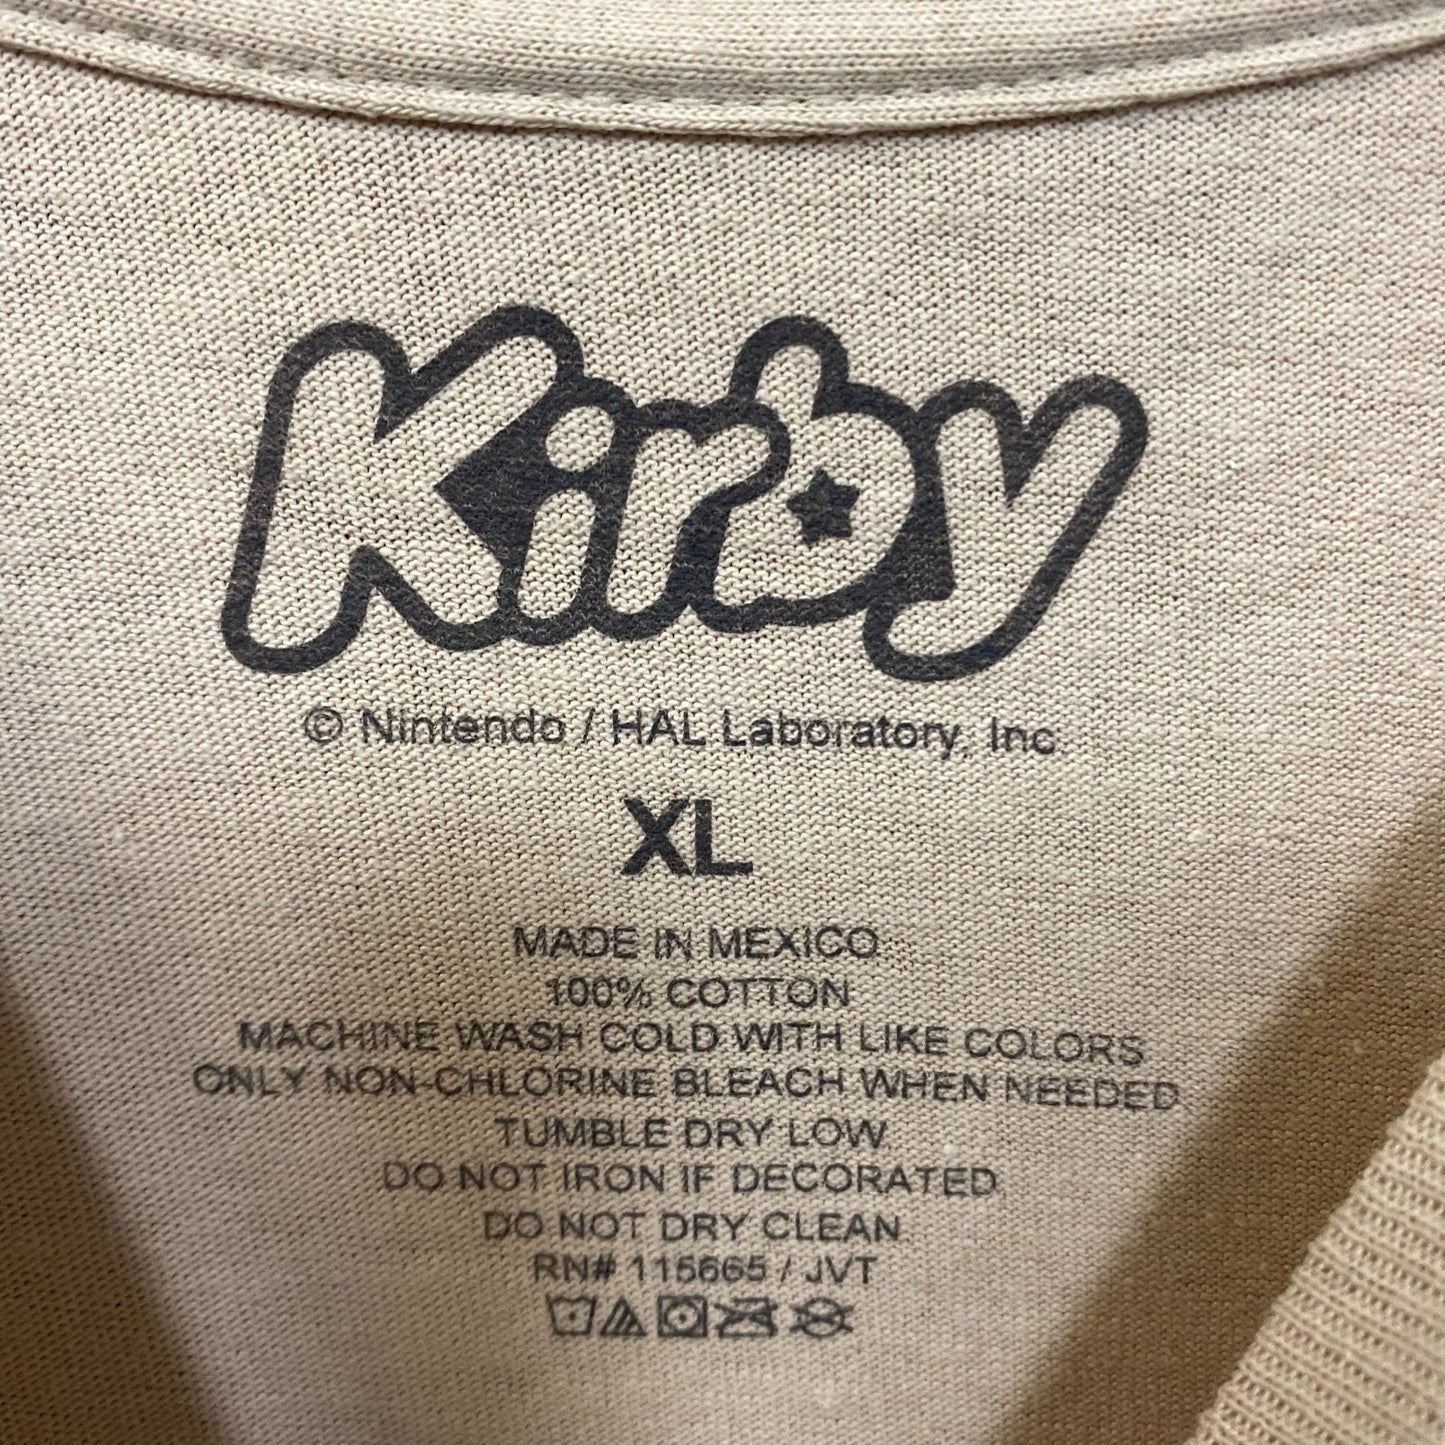 Kirby
© Nintendo / HAL Laboratory, Inc.
XL
MADE IN MEXICO
100% COTTON
MACHINE WASH COLD WITH LIKE COLORS
ONLY NON-CHLORINE BLEACH WHEN NEEDED
TUMBLE DRY LOW
DO NOT IRON IF DECORATED
DO NOT DRY CLEAN
RN# 115665 / JVT